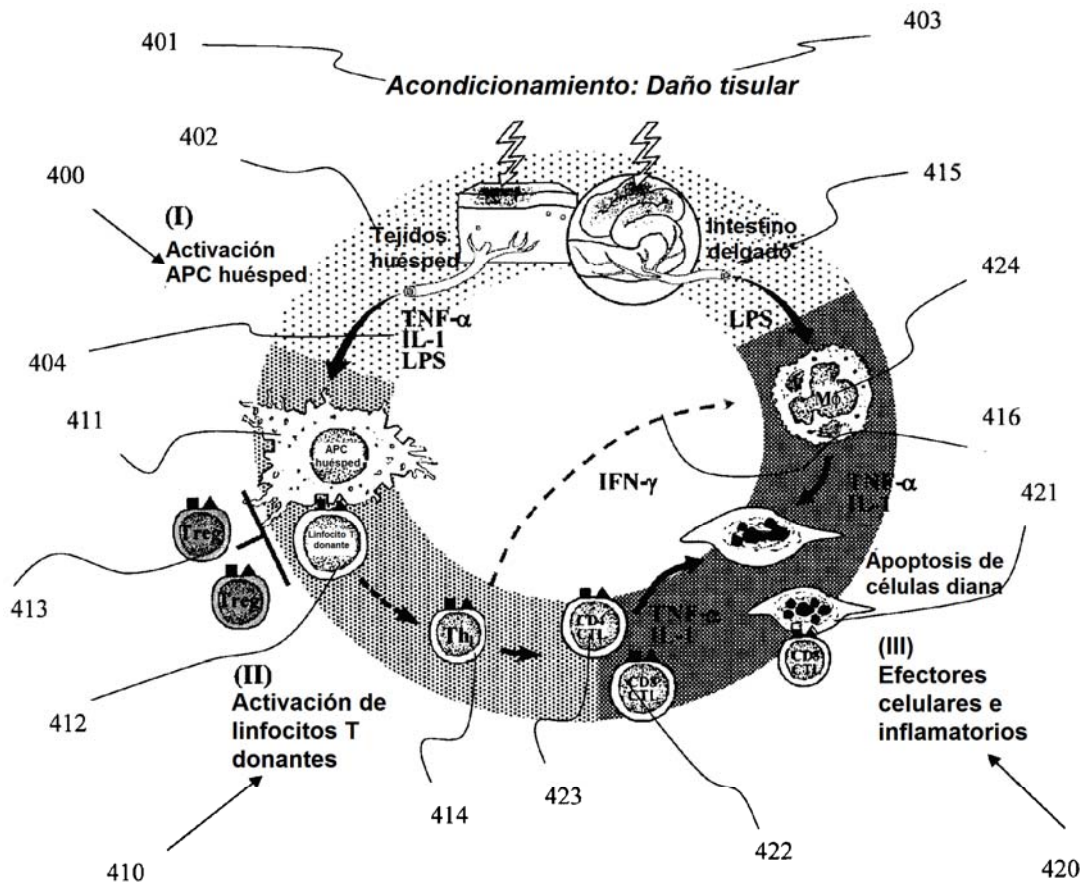 401
403
Acondicionamiento: Daño tisular
402
400
415
(I)
Activación
APC huésped
Tejidos
huésped
Intestino
delgado
424
404
TNF-α
IL-1
LPS
LPS
Mϕ
411
APC
huésped
416
IFN-γ
TNF-α
IL-1
421
Treg
Linfocito T
donante
Apoptosis de
células diana
413
Treg
Th1
CD4
CTL
TNF-α
IL-1
CD8
CTL
CD8
CTL
(II)
Activación de
linfocitos T
donantes
(III)
Efectores
celulares e
inflamatorios
412
414
423
422
410
420